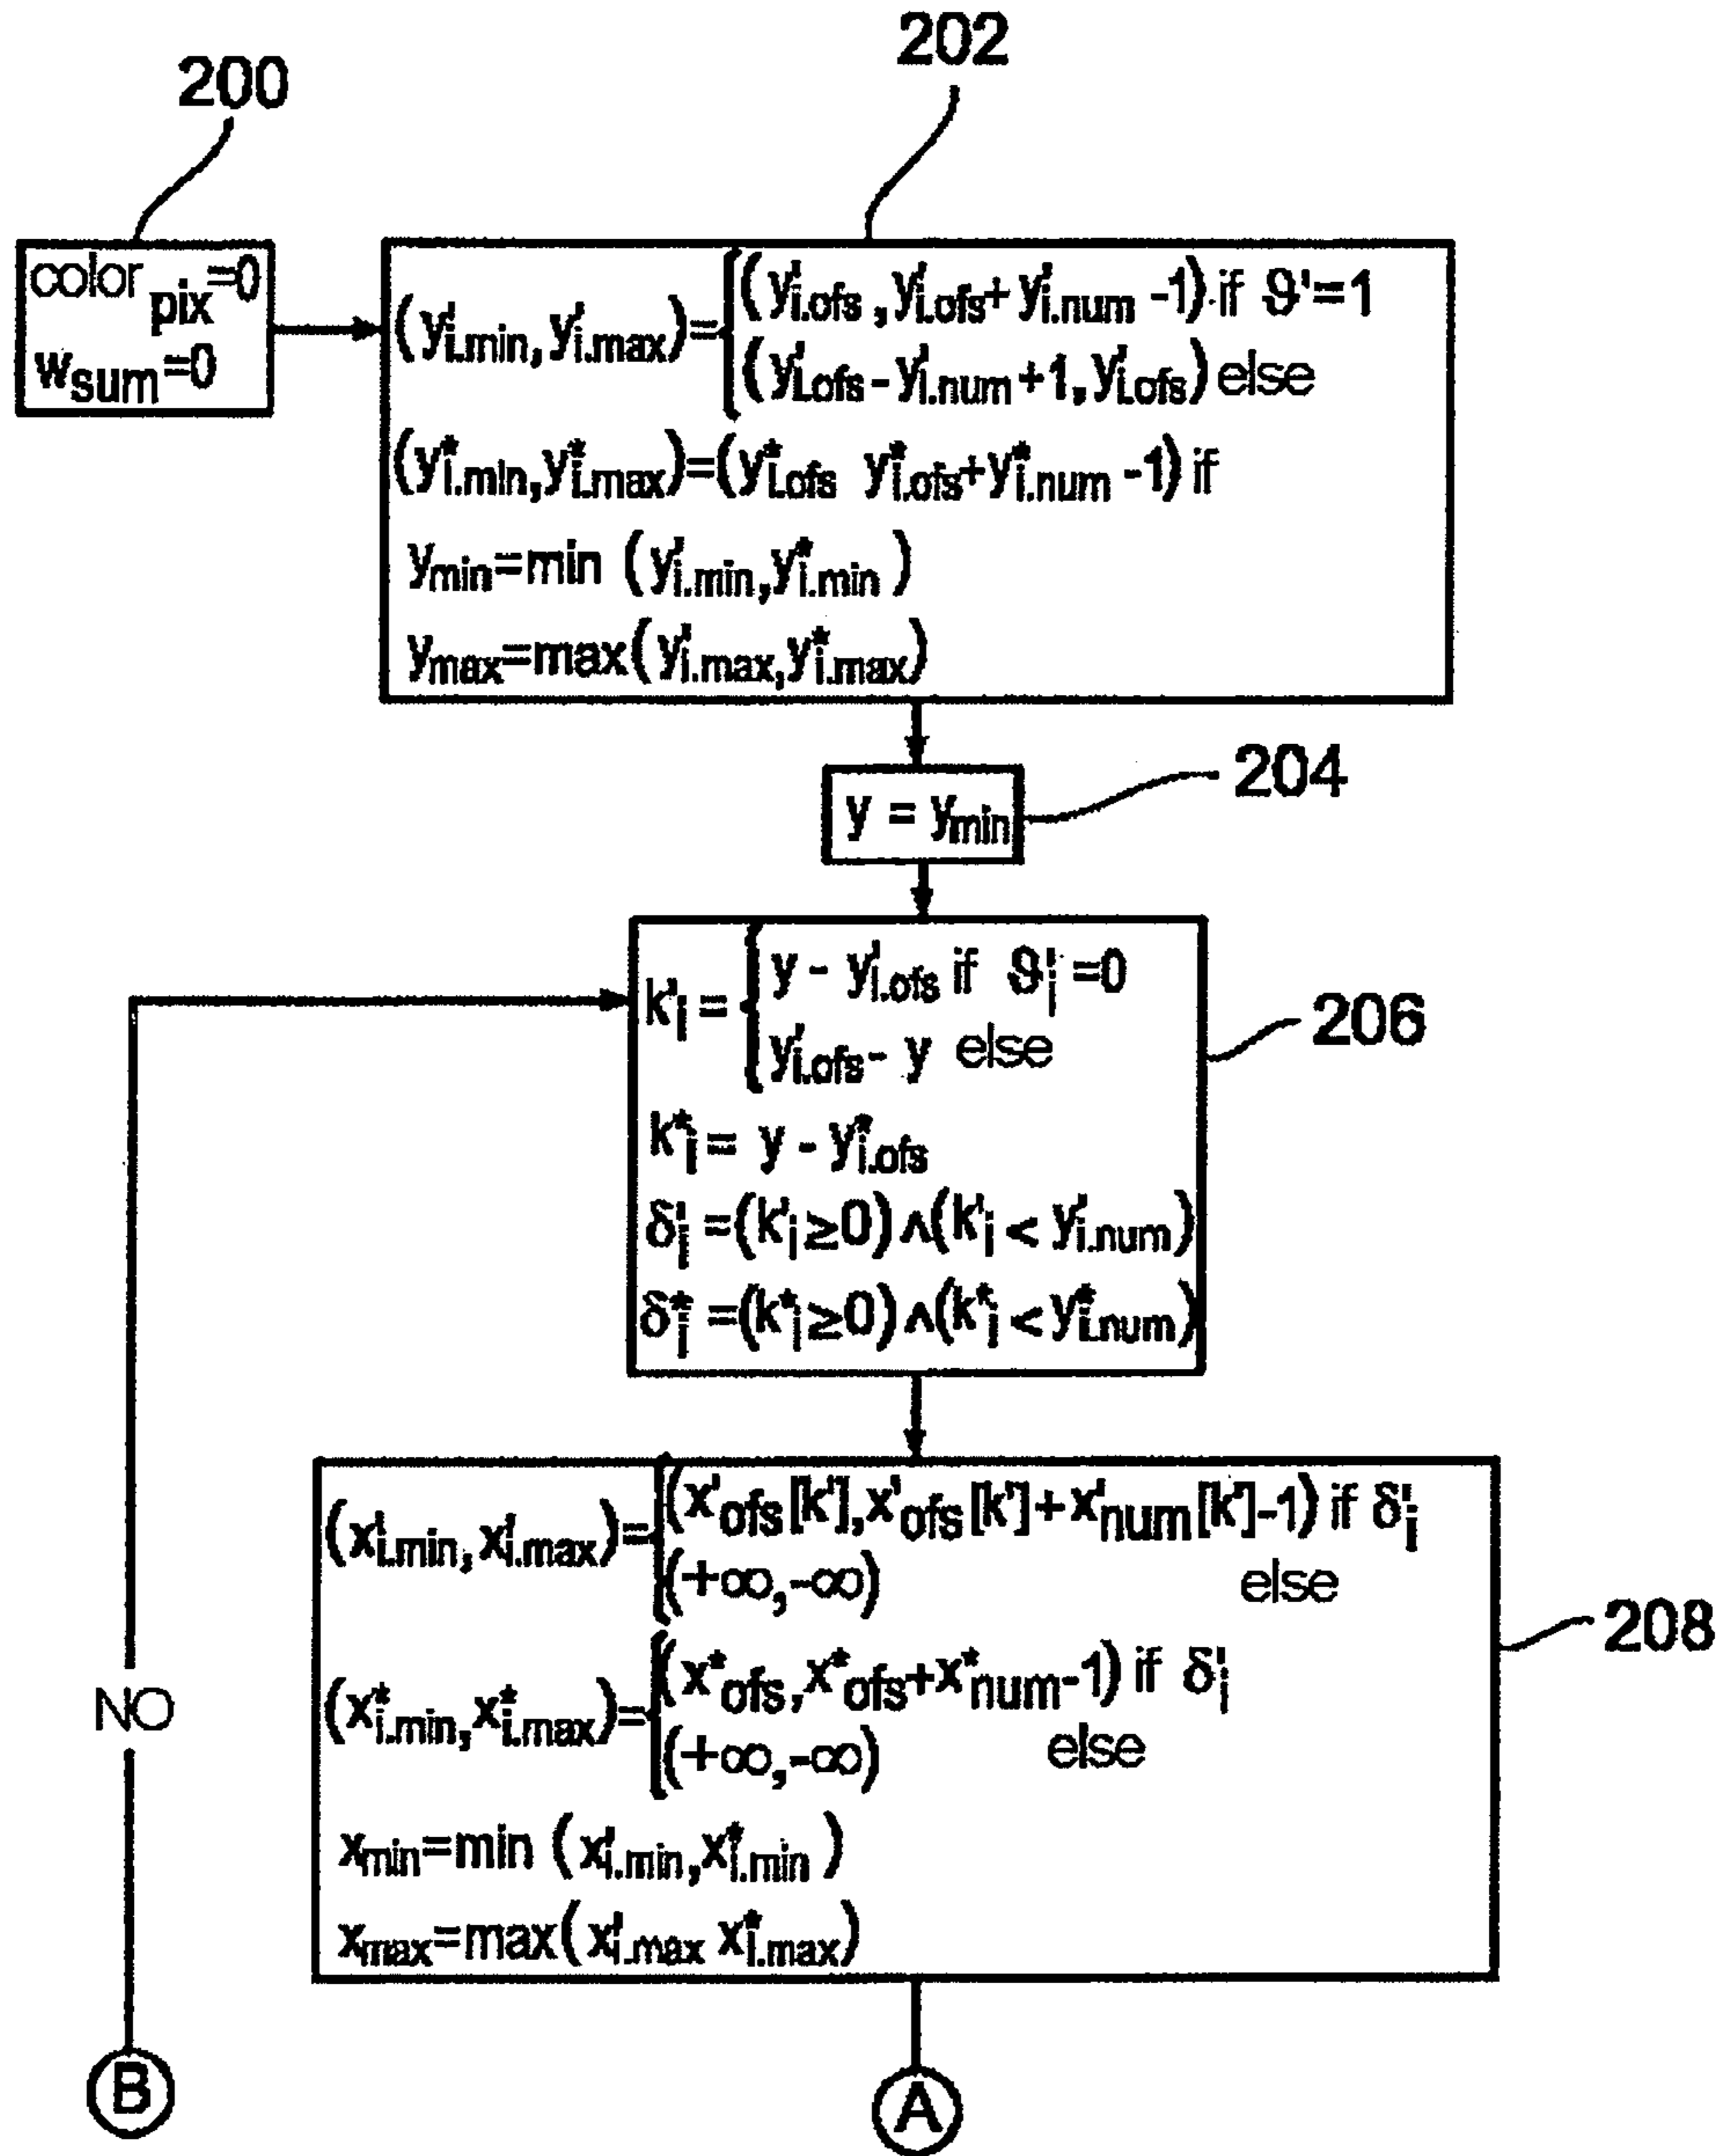 200
202
color pix=0
wsum=0
(y'i.min, y'i.max)={(y'i.ofs, y'i.ofs+y'i.num -1) if ϑ'=1
(y'i.ofs- y'i.num+1, y'i.ofs) else
(y*i.min, y*i.max)=(y*i.ofs y*i.ofs+y*i.num -1) if
ymin=min (y'i.min, y*i.min)
ymax=max(y'i.max, y*i.max)
204
y = ymin
206
k'i = {y - y'i.ofs if ϑ'i=0
y'i.ofs- y else
k*i= y - y*i.ofs
δ'i=(k'i≥0)∧(k'i< y'i.num)
δ*i=(k*i≥0)∧(k*i< y*i.num)
208
(x'i.min, x'i.max)={(x'ofs[k'], x'ofs[k']+x'num[k']-1) if δ'i
(+∞,-∞) else
(x*i.min, x*i.max)={(x*ofs, x*ofs+x*num-1) if δ'i
(+∞,-∞) else
xmin=min (x'i.min, x*i.min)
xmax=max(x'i.max x*i.max)
NO
B
A